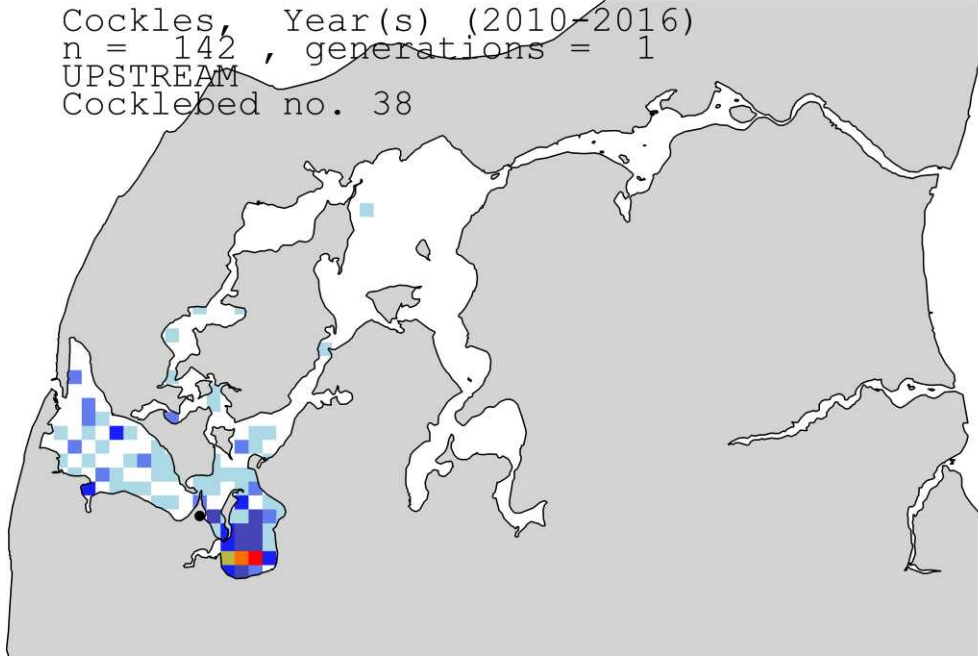 Cockles,   Year(s) (2010-2016)
n =   142 , generations =   1
UPSTREAM
Cocklebed no. 38